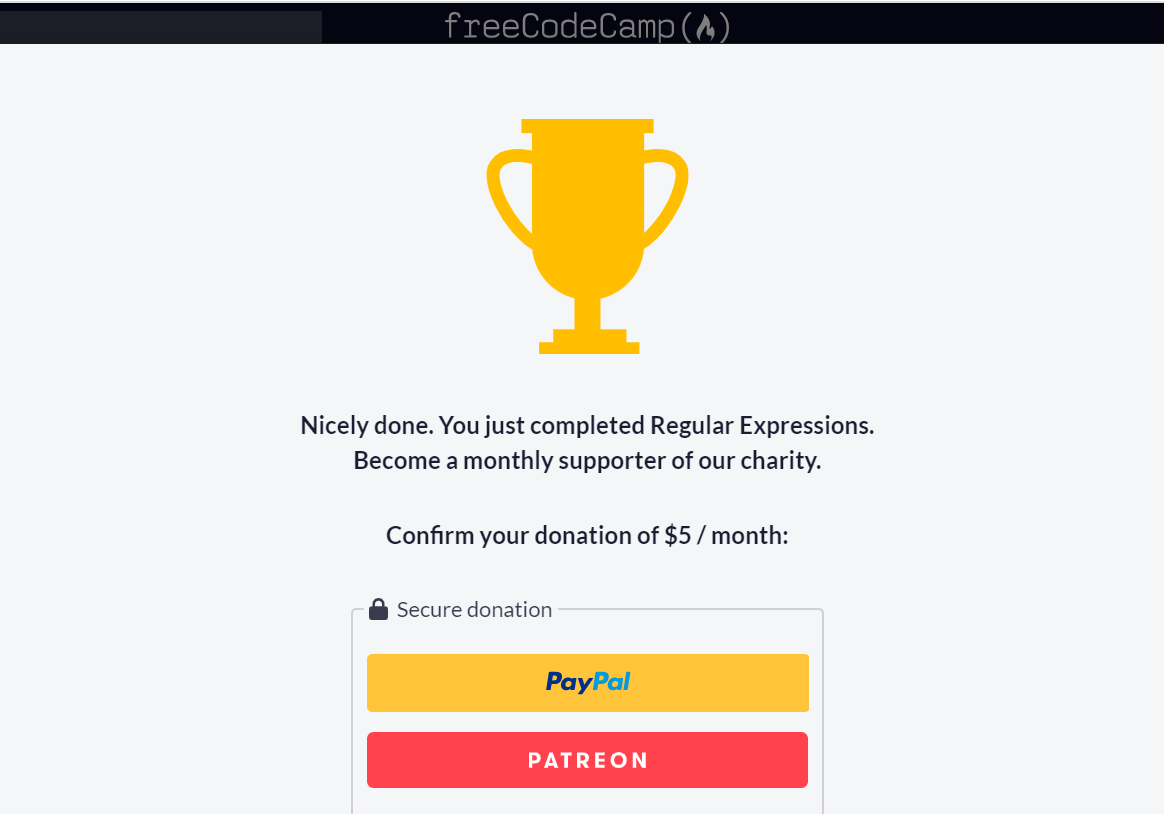 freeCodeCamp
Nicely done. You just completed Regular Expressions.
Become a monthly supporter of our charity.
Confirm your donation of $5 / month:
Secure donation
PayPal
PATREON